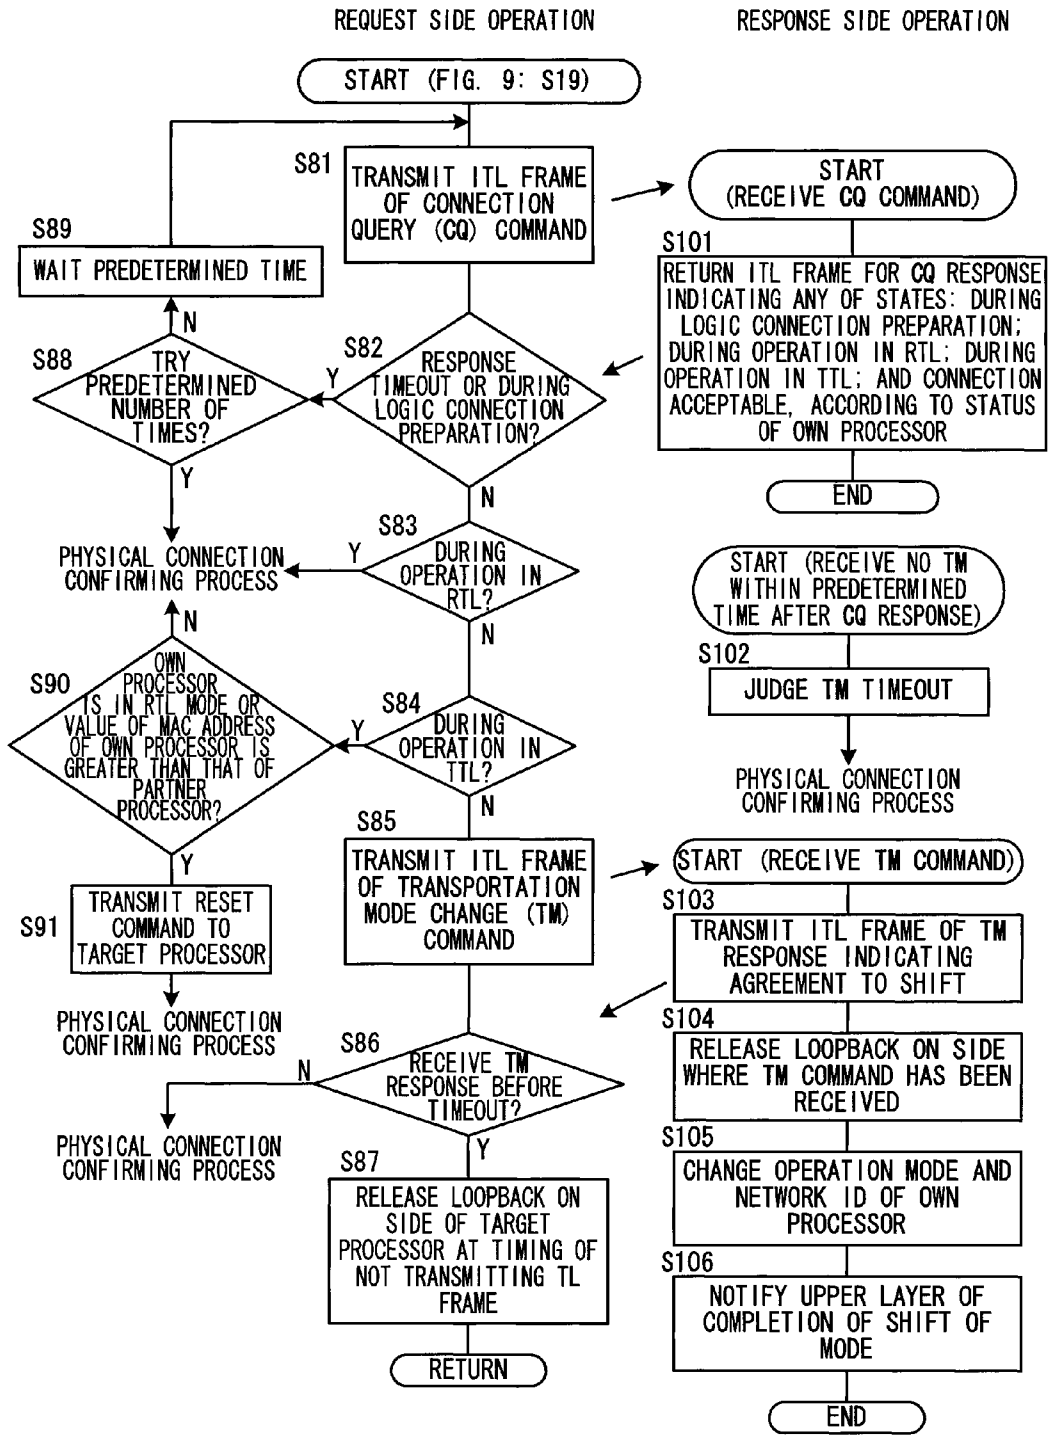 REQUEST SIDE OPERATION
RESPONSE SIDE OPERATION
START (FIG. 9: S19)
S81
TRANSMIT ITL FRAME
OF CONNECTION
QUERY (CQ) COMMAND
S89
WAIT PREDETERMINED TIME
N
S88
TRY
PREDETERMINED
NUMBER OF
TIMES?
Y
S82
RESPONSE
TIMEOUT OR DURING
LOGIC CONNECTION
PREPARATION?
Y
N
PHYSICAL CONNECTION
CONFIRMING PROCESS
S83
DURING
OPERATION IN
RTL?
Y
N
N
S90
OWN
PROCESSOR
IS IN RTL MODE OR
VALUE OF MAC ADDRESS
OF OWN PROCESSOR IS
GREATER THAN THAT OF
PARTNER
PROCESSOR?
Y
S84
DURING
OPERATION IN
TTL?
Y
N
S91
TRANSMIT RESET
COMMAND TO
TARGET PROCESSOR
PHYSICAL CONNECTION
CONFIRMING PROCESS
S85
TRANSMIT ITL FRAME
OF TRANSPORTATION
MODE CHANGE (TM)
COMMAND
S86
RECEIVE TM
RESPONSE BEFORE
TIMEOUT?
N
Y
PHYSICAL CONNECTION
CONFIRMING PROCESS
S87
RELEASE LOOPBACK ON
SIDE OF TARGET
PROCESSOR AT TIMING OF
NOT TRANSMITTING TL
FRAME
RETURN
START
(RECEIVE CQ COMMAND)
S101
RETURN ITL FRAME FOR CQ RESPONSE
INDICATING ANY OF STATES: DURING
LOGIC CONNECTION PREPARATION;
DURING OPERATION IN RTL; DURING
OPERATION IN TTL; AND CONNECTION
ACCEPTABLE, ACCORDING TO STATUS
OF OWN PROCESSOR
END
START (RECEIVE NO TM
WITHIN PREDETERMINED
TIME AFTER CQ RESPONSE)
S102
JUDGE TM TIMEOUT
PHYSICAL CONNECTION
CONFIRMING PROCESS
START (RECEIVE TM COMMAND)
S103
TRANSMIT ITL FRAME OF TM
RESPONSE INDICATING
AGREEMENT TO SHIFT
S104
RELEASE LOOPBACK ON SIDE
WHERE TM COMMAND HAS BEEN
RECEIVED
S105
CHANGE OPERATION MODE AND
NETWORK ID OF OWN
PROCESSOR
S106
NOTIFY UPPER LAYER OF
COMPLETION OF SHIFT OF
MODE
END